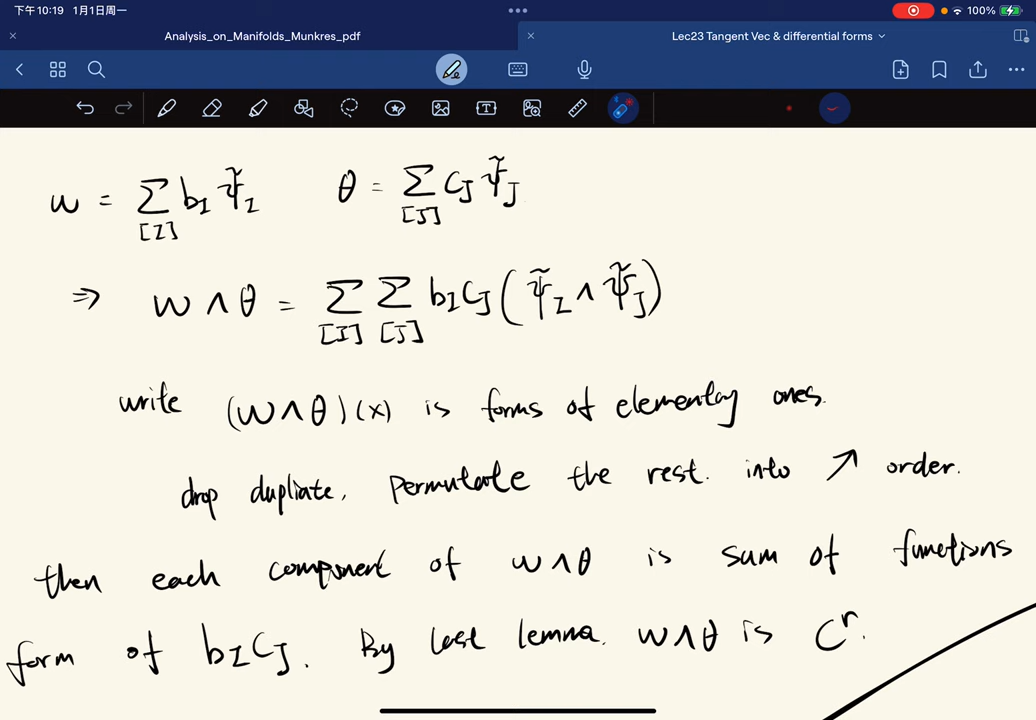 下午10:19 1月1日周一 100%
Analysis_on_Manifolds_Munkres_pdf Lec23 Tangent Vec & differential forms
ω = Σ_[I] b_I ψ̃_I θ = Σ_[J] C_J ψ̃_J
⇒ ω ∧ θ = Σ_[I] Σ_[J] b_I C_J (ψ̃_I ∧ ψ̃_J)
write (ω ∧ θ)(x) is forms of elementay ones.
drop dupliate. permutate the rest. into ↗ order.
then each component of ω ∧ θ is sum of functions
form of b_I C_J. By last lemma. ω ∧ θ is C^r.